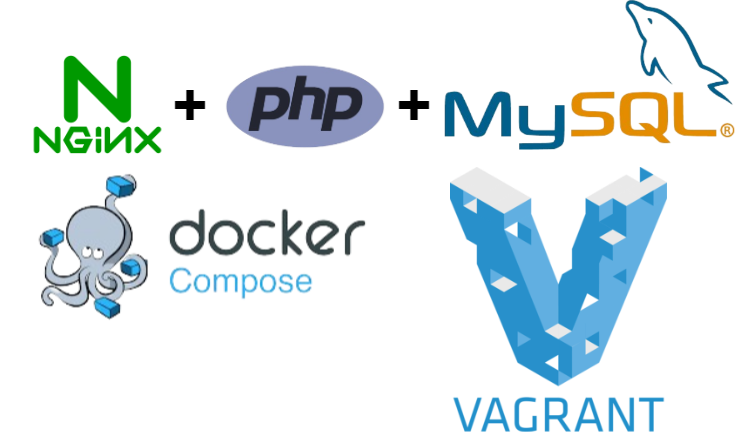 NGiNX + php + MySQL®
docker
Compose
VAGRANT